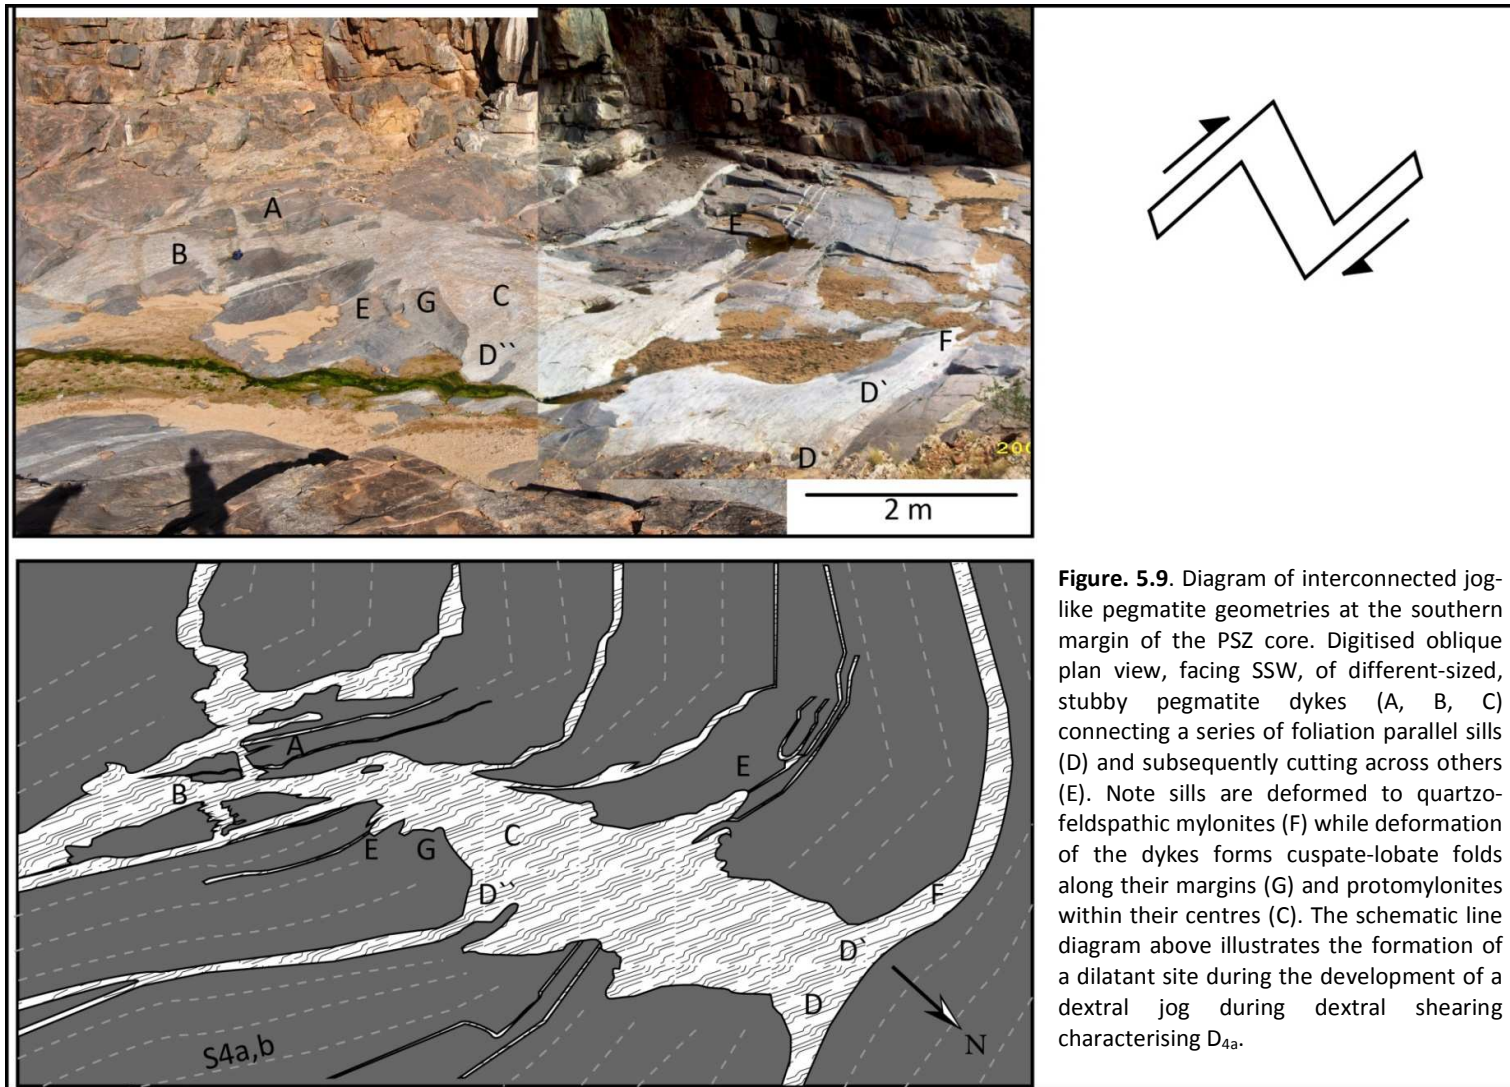 A
B
E
E
G
C
D``
F
D`
D
200
2 m
A
B
E
E
G
C
D``
F
D`
D
N
S4a,b
Figure. 5.9. Diagram of interconnected jog-
like pegmatite geometries at the southern
margin of the PSZ core. Digitised oblique
plan view, facing SSW, of different-sized,
stubby pegmatite dykes (A, B, C)
connecting a series of foliation parallel sills
(D) and subsequently cutting across others
(E). Note sills are deformed to quartzo-
feldspathic mylonites (F) while deformation
of the dykes forms cuspate-lobate folds
along their margins (G) and protomylonites
within their centres (C). The schematic line
diagram above illustrates the formation of
a dilatant site during the development of a
dextral jog during dextral shearing
characterising D4a.